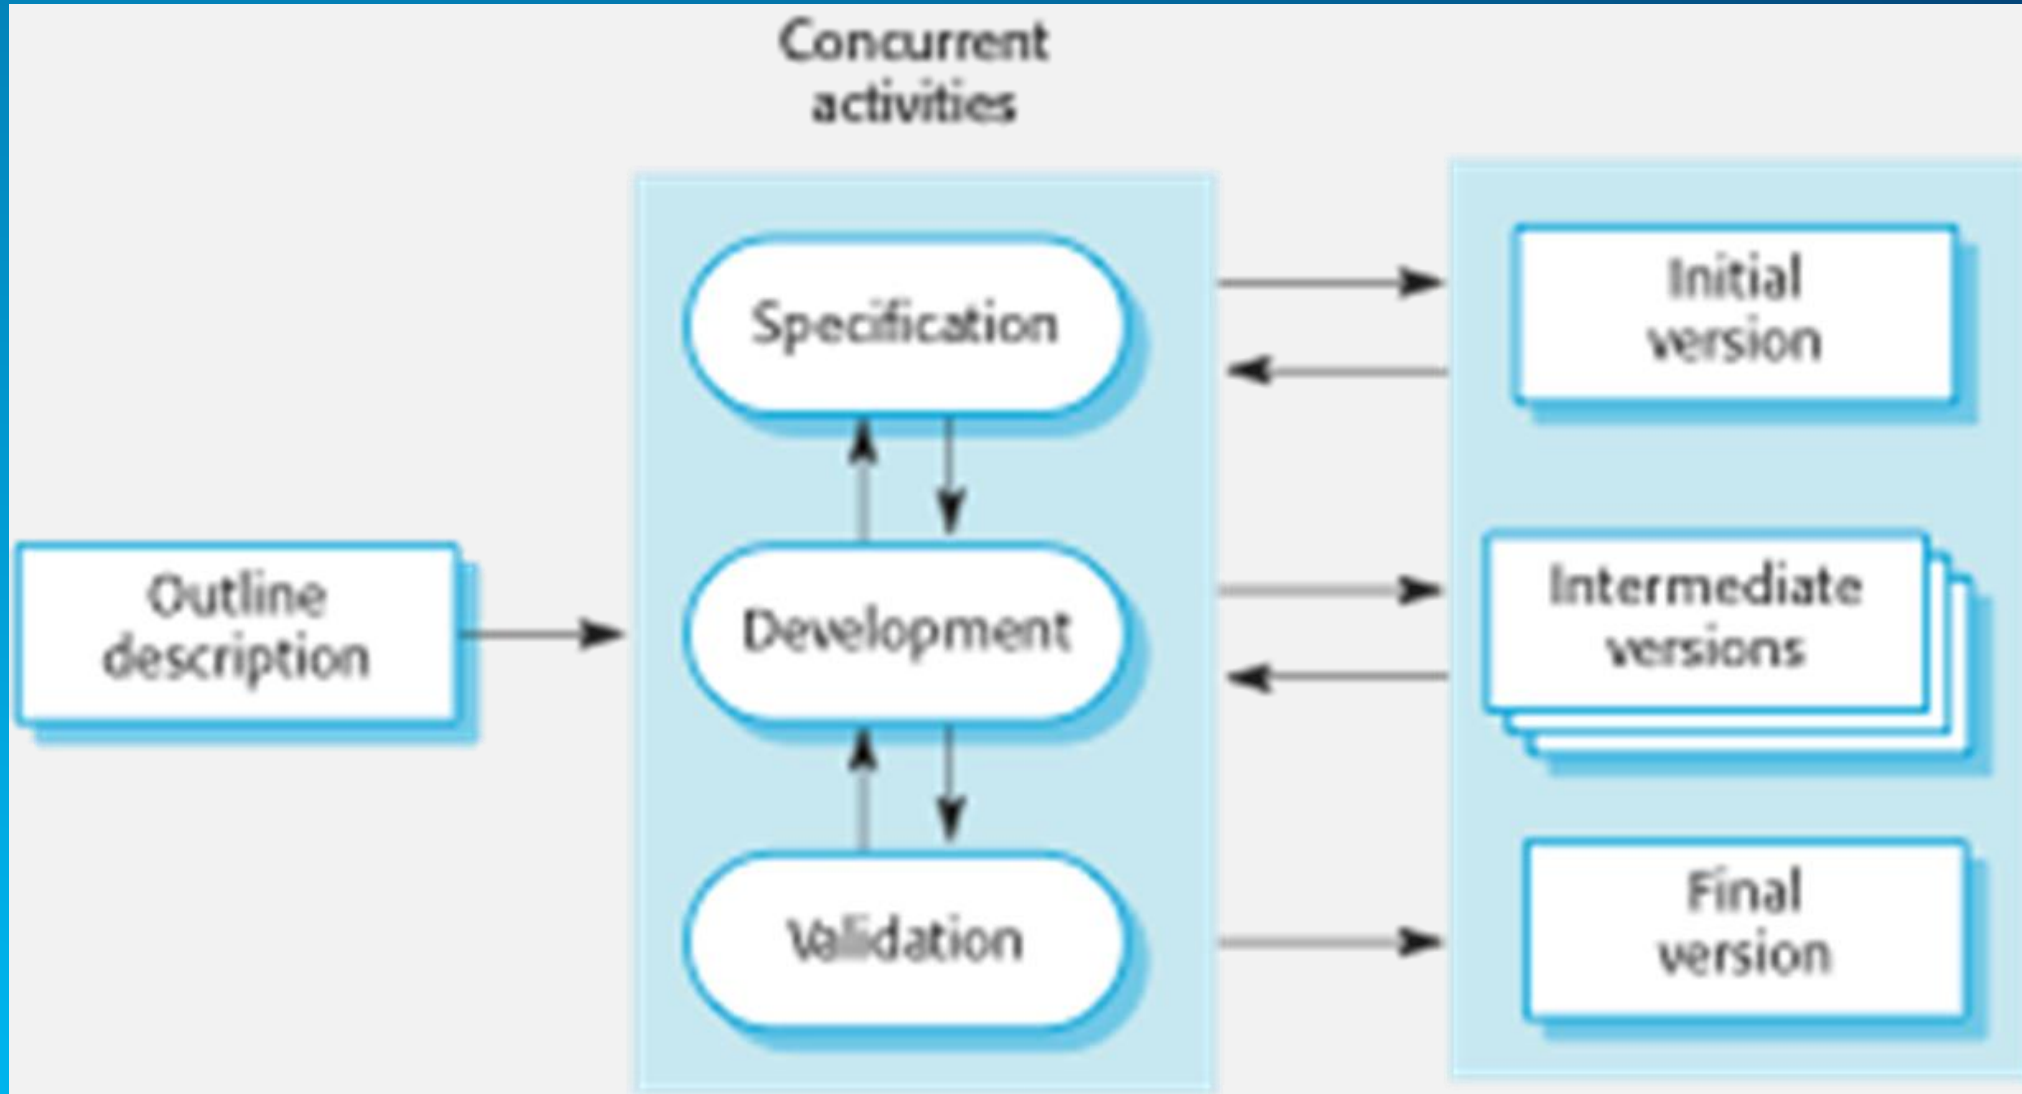 Concurrent
activities
Specification
Initial
version
Outline
description
Development
Intermediate
versions
Validation
Final
version